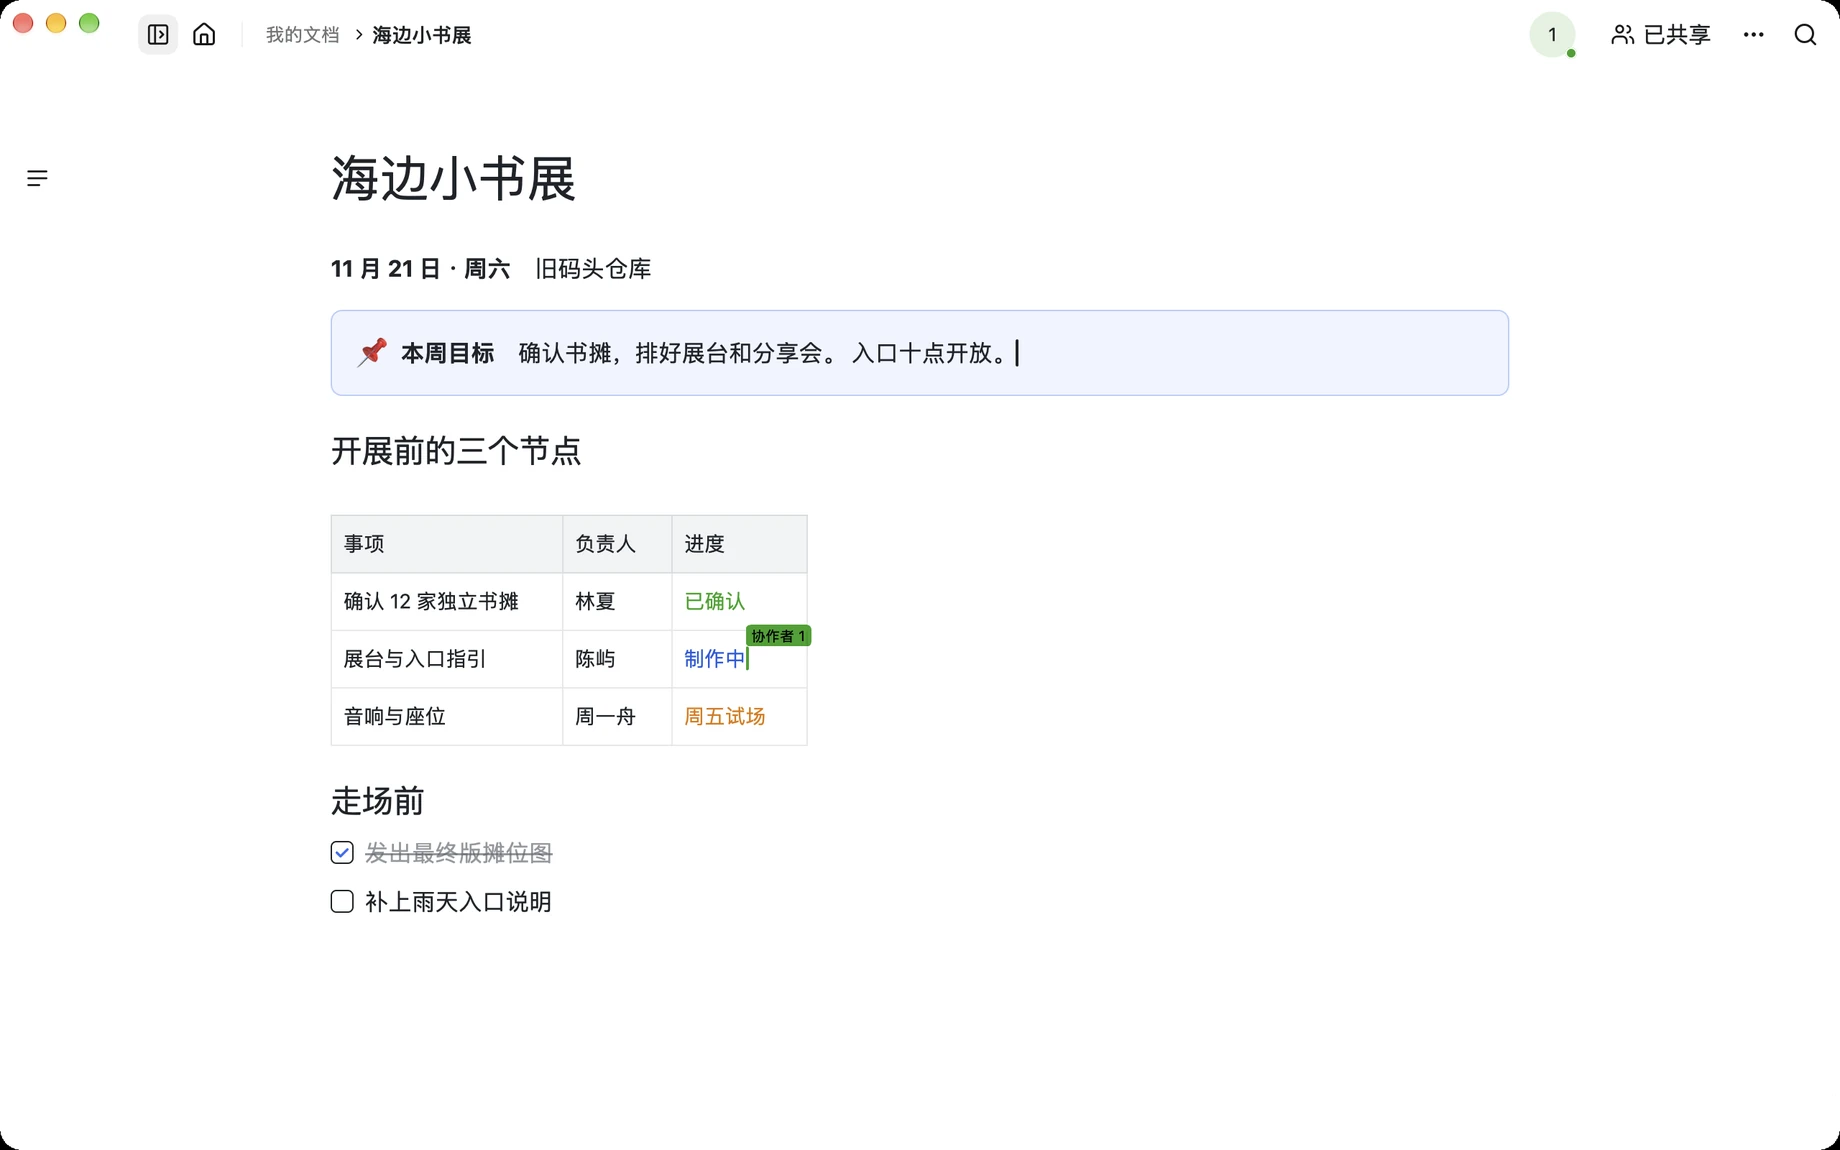 我的文档 > 海边小书展
1
已共享
海边小书展
11 月 21 日 · 周六 旧码头仓库
本周目标 确认书摊，排好展台和分享会。 入口十点开放。
开展前的三个节点
事项 负责人 进度
确认 12 家独立书摊 林夏 已确认
协作者 1
展台与入口指引 陈屿 制作中
音响与座位 周一舟 周五试场
走场前
发出最终版摊位图
补上雨天入口说明